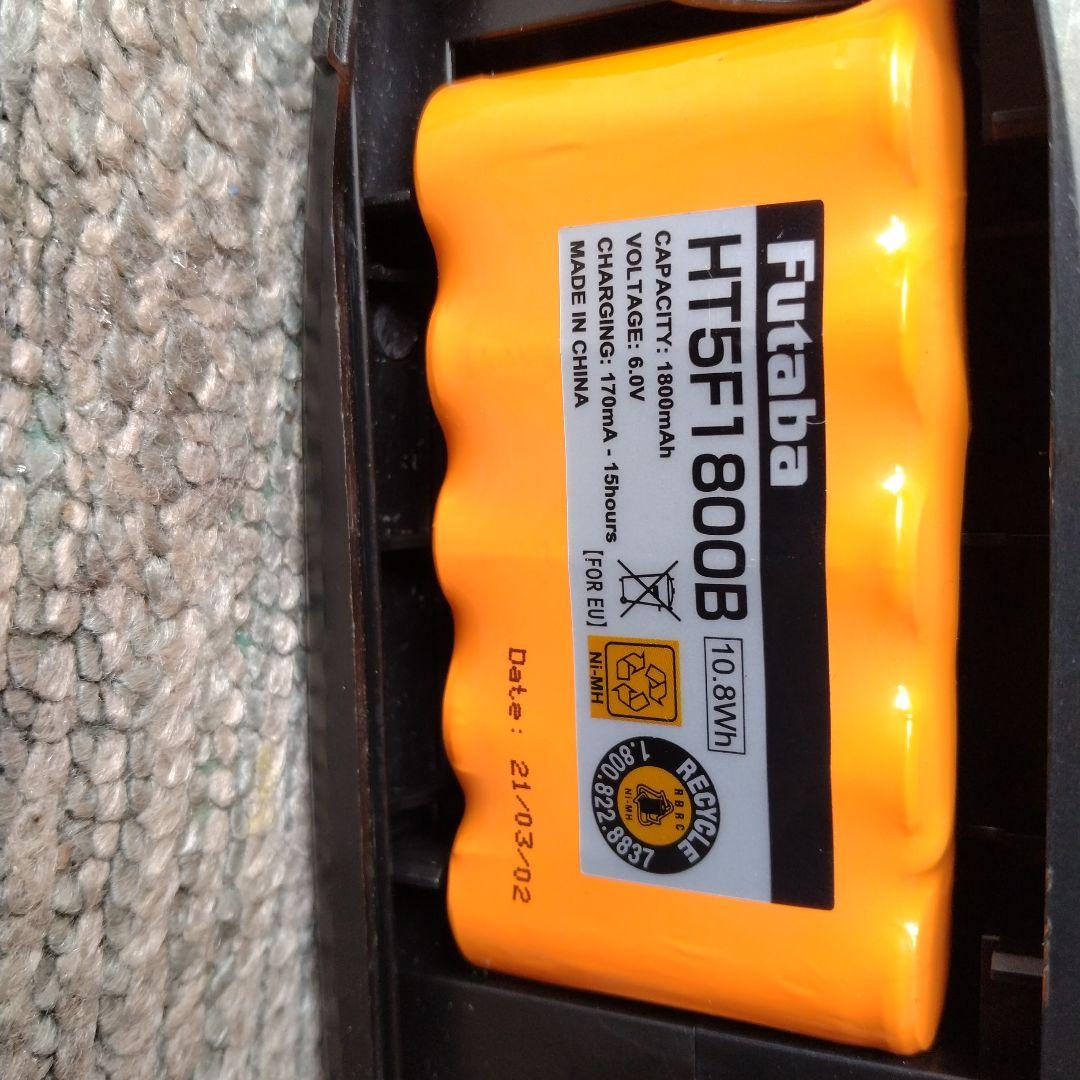 Futaba
HT5F1800B
10.8Wh
CAPACITY: 1800mAh
VOLTAGE: 6.0V
CHARGING: 170mA - 15hours
MADE IN CHINA
[FOR EU]
Ni-MH
RECYCLE
RBRC
Ni-MH
1.800.822.8837
Date: 21/03/02